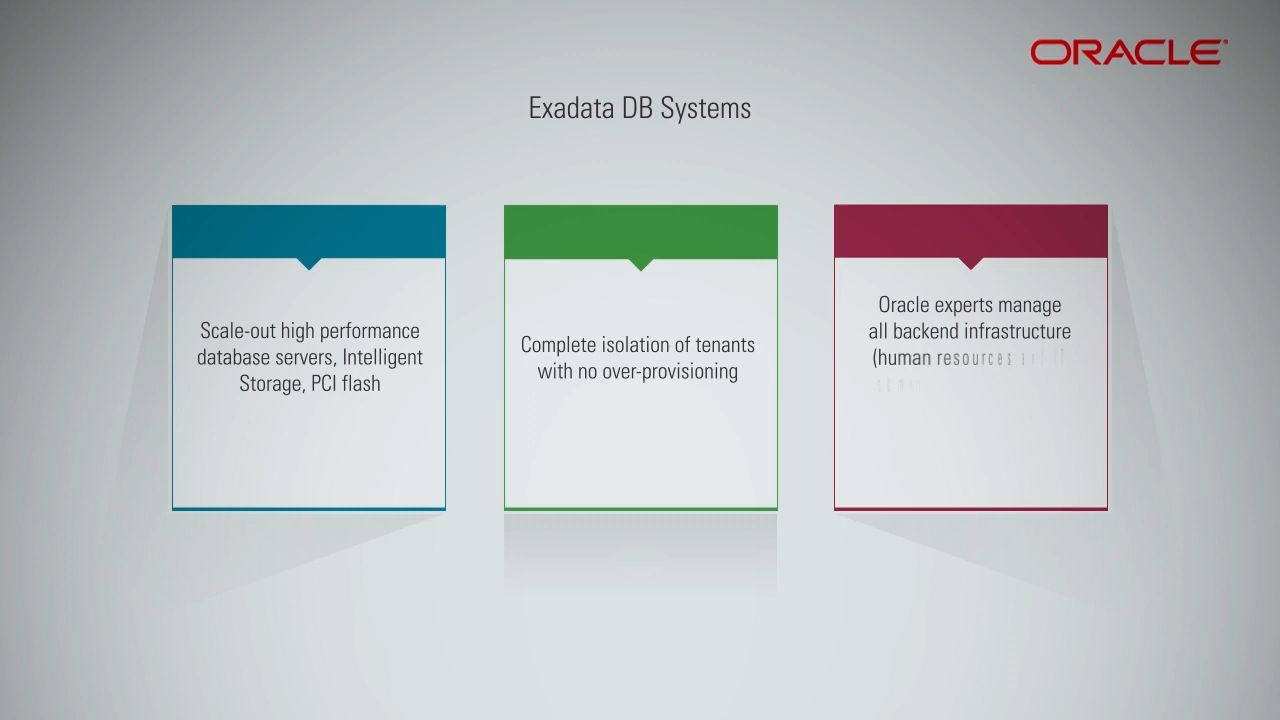 ORACLE
Exadata DB Systems
Scale-out high performance
database servers, Intelligent
Storage, PCI flash
Complete isolation of tenants
with no over-provisioning
Oracle experts manage
all backend infrastructure
(human resources